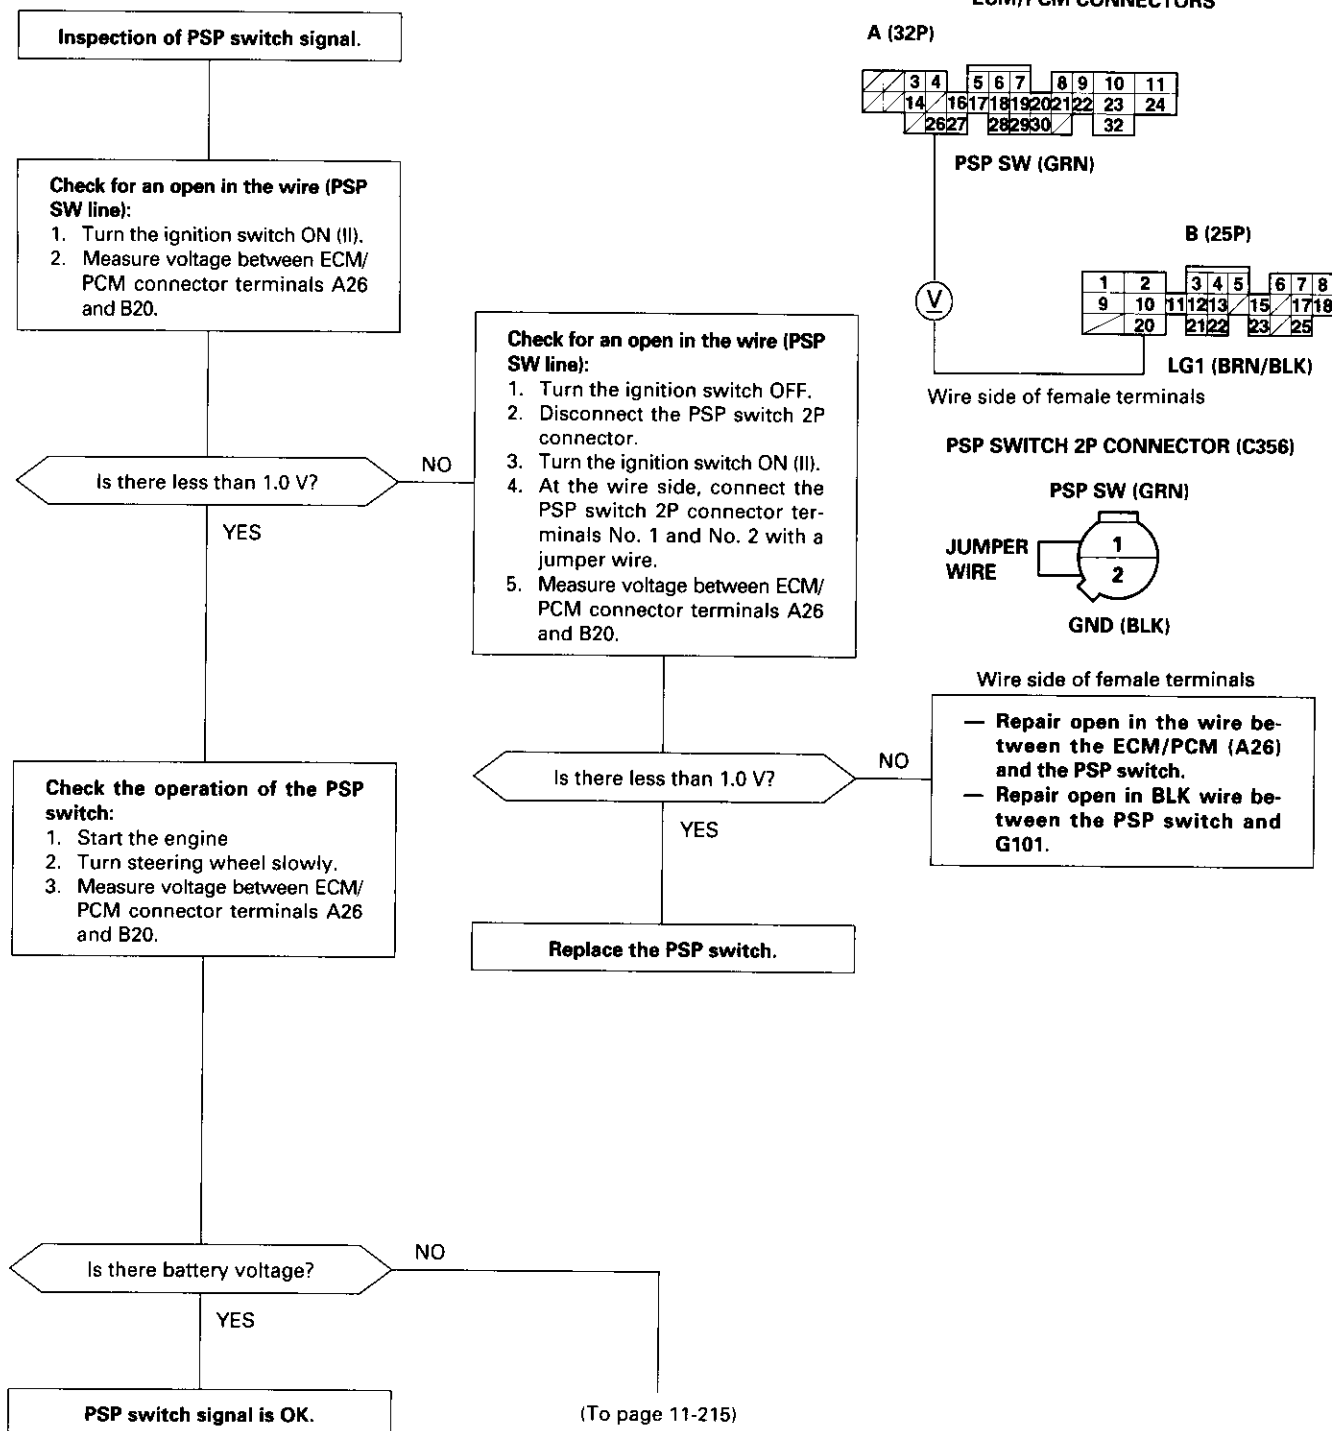 ECM/PCM CONNECTORS
Inspection of PSP switch signal.
A (32P)
3 4 5 6 7 8 9 10 11
14 16 17 18 19 20 21 22 23 24
26 27 28 29 30 32
PSP SW (GRN)
Check for an open in the wire (PSP
SW line):
1. Turn the ignition switch ON (II).
2. Measure voltage between ECM/
PCM connector terminals A26
and B20.
B (25P)
1 2 3 4 5 6 7 8
9 10 11 12 13 15 17 18
20 21 22 23 25
V
LG1 (BRN/BLK)
Wire side of female terminals
Check for an open in the wire (PSP
SW line):
1. Turn the ignition switch OFF.
2. Disconnect the PSP switch 2P
connector.
3. Turn the ignition switch ON (II).
4. At the wire side, connect the
PSP switch 2P connector ter-
minals No. 1 and No. 2 with a
jumper wire.
5. Measure voltage between ECM/
PCM connector terminals A26
and B20.
PSP SWITCH 2P CONNECTOR (C356)
PSP SW (GRN)
JUMPER
WIRE
1
2
GND (BLK)
Wire side of female terminals
Is there less than 1.0 V?
NO
YES
Is there less than 1.0 V?
NO
YES
— Repair open in the wire be-
tween the ECM/PCM (A26)
and the PSP switch.
— Repair open in BLK wire be-
tween the PSP switch and
G101.
Check the operation of the PSP
switch:
1. Start the engine
2. Turn steering wheel slowly.
3. Measure voltage between ECM/
PCM connector terminals A26
and B20.
Replace the PSP switch.
Is there battery voltage?
NO
YES
PSP switch signal is OK.
(To page 11-215)